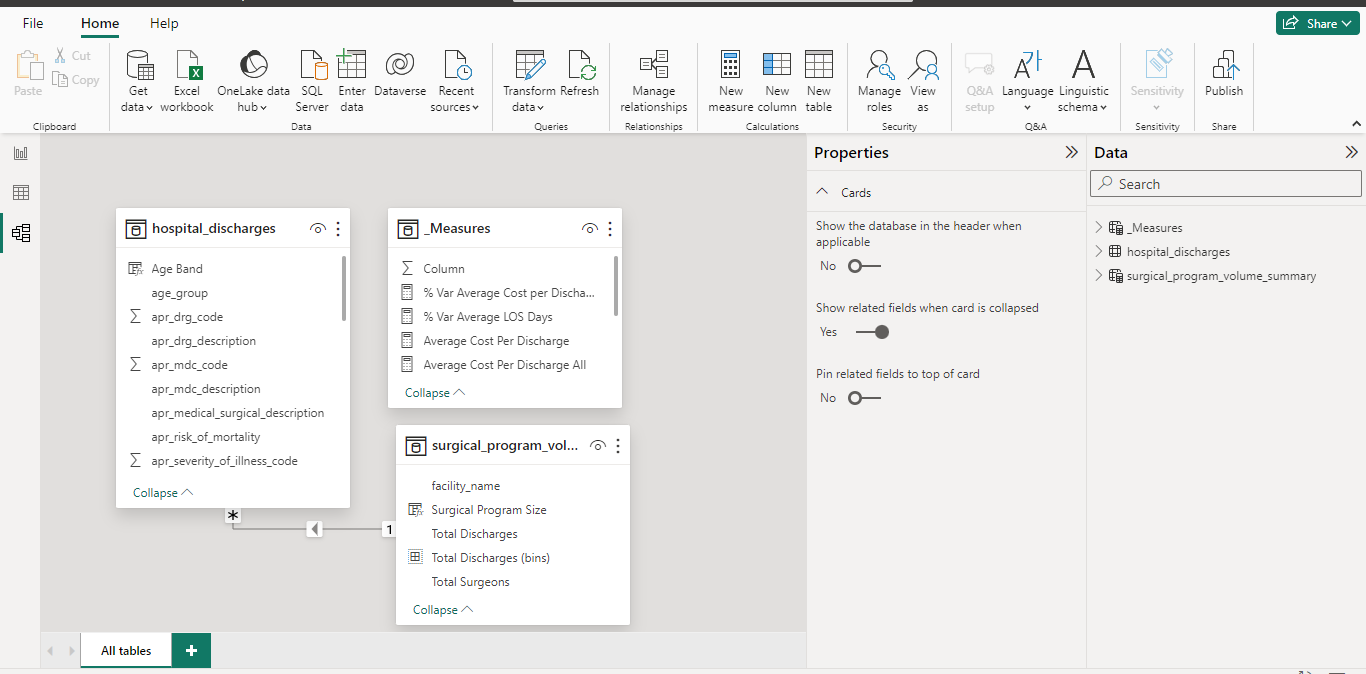 File Home Help
Share
Paste
Cut
Copy
Clipboard
Get data
Excel workbook
OneLake data hub
SQL Server
Enter data
Dataverse
Recent sources
Data
Transform data
Refresh
Queries
Manage relationships
Relationships
New measure
New column
New table
Calculations
Manage roles
View as
Security
Q&A setup
Language
Linguistic schema
Q&A
Sensitivity
Sensitivity
Publish
Share
hospital_discharges
Age Band
age_group
apr_drg_code
apr_drg_description
apr_mdc_code
apr_mdc_description
apr_medical_surgical_description
apr_risk_of_mortality
apr_severity_of_illness_code
Collapse
_Measures
Column
% Var Average Cost per Discha...
% Var Average LOS Days
Average Cost Per Discharge
Average Cost Per Discharge All
Collapse
surgical_program_vol...
facility_name
Surgical Program Size
Total Discharges
Total Discharges (bins)
Total Surgeons
Collapse
* 1
All tables +
Properties
Cards
Show the database in the header when
applicable
No
Show related fields when card is collapsed
Yes
Pin related fields to top of card
No
Data
Search
_Measures
hospital_discharges
surgical_program_volume_summary